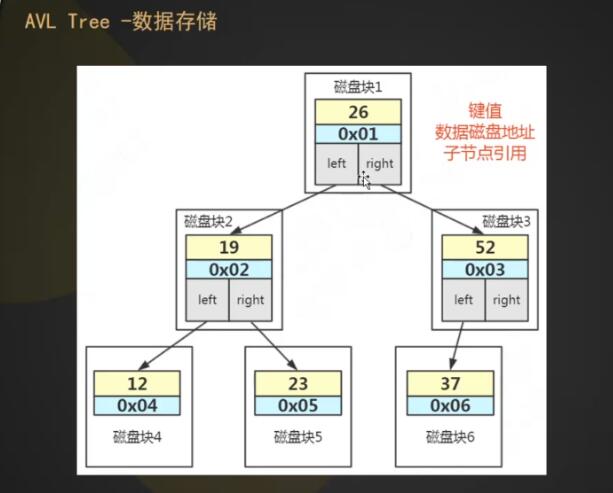 AVL Tree -数据存储
磁盘块1
26
0x01
left right
键值
数据磁盘地址
子节点引用
磁盘块2
19
0x02
left right
磁盘块3
52
0x03
left right
12
0x04
磁盘块4
23
0x05
磁盘块5
37
0x06
磁盘块6